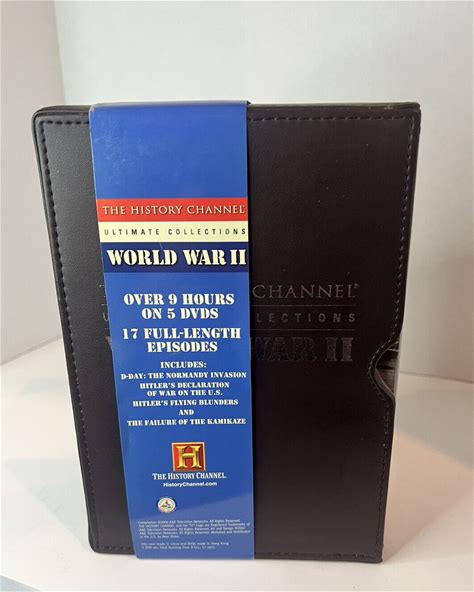 THE HISTORY CHANNEL
ULTIMATE COLLECTIONS
WORLD WAR II
OVER 9 HOURS
ON 5 DVDS
17 FULL-LENGTH
EPISODES
INCLUDES:
D-DAY: THE NORMANDY INVASION
HITLER'S DECLARATION
OF WAR ON THE U.S.
HITLER'S FLYING BLUNDERS
AND
THE FAILURE OF THE KAMIKAZE
H
THE HISTORY CHANNEL.
HistoryChannel.com
T CHANNEL®
U ECTIONS
W WAR II